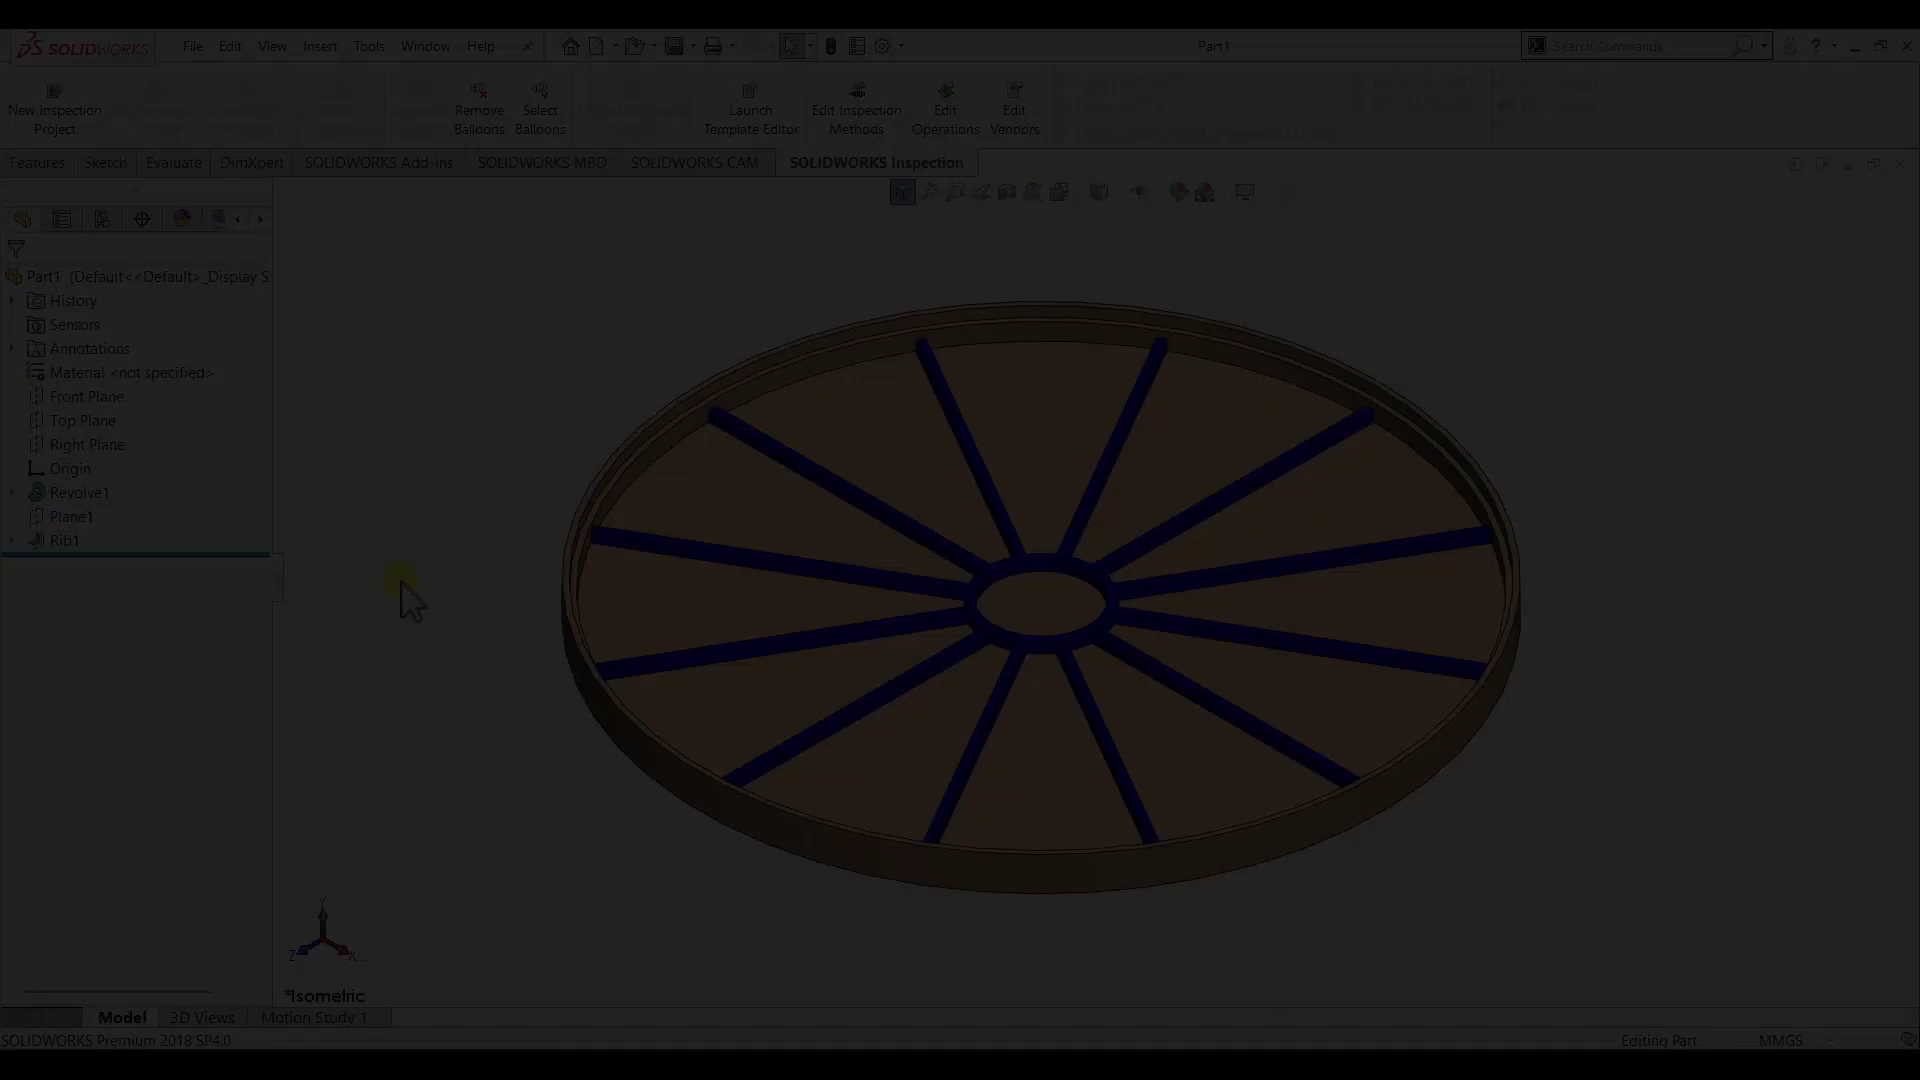 SOLIDWORKS
File Edit View Insert Tools Window Help
Part1
Search Commands
New Inspection Project
Remove Balloons
Select Balloons
Launch Template Editor
Edit Inspection Methods
Edit Operations
Edit Vendors
Features Sketch Evaluate DimXpert SOLIDWORKS Add-Ins SOLIDWORKS MBD SOLIDWORKS CAM SOLIDWORKS Inspection
Part1 (Default<<Default>_Display S
History
Sensors
Annotations
Material <not specified>
Front Plane
Top Plane
Right Plane
Origin
Revolve1
Plane1
Rib1
Y
Z X
*Isometric
Model 3D Views Motion Study 1
SOLIDWORKS Premium 2018 SP4.0
Editing Part MMGS